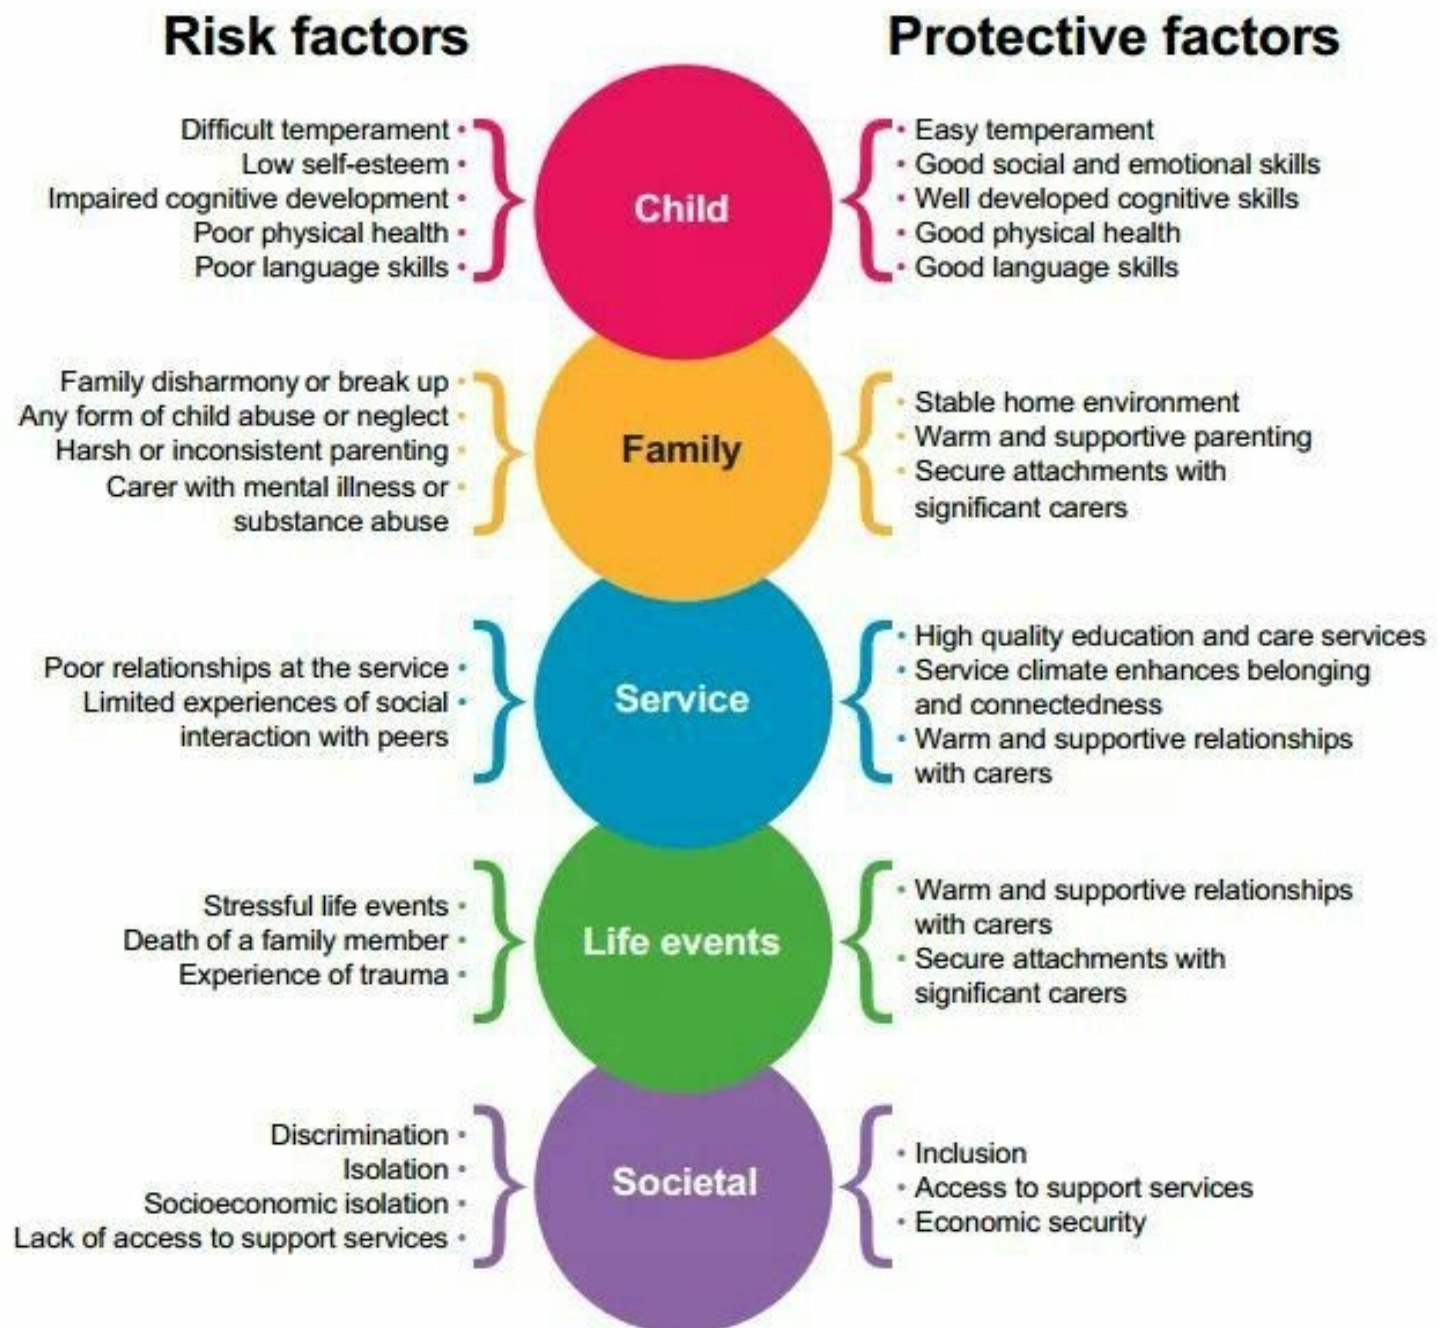 Risk factors
Protective factors
Difficult temperament
Low self-esteem
Impaired cognitive development
Poor physical health
Poor language skills
Child
Easy temperament
Good social and emotional skills
Well developed cognitive skills
Good physical health
Good language skills
Family disharmony or break up
Any form of child abuse or neglect
Harsh or inconsistent parenting
Carer with mental illness or
substance abuse
Family
Stable home environment
Warm and supportive parenting
Secure attachments with
significant carers
Poor relationships at the service
Limited experiences of social
interaction with peers
Service
High quality education and care services
Service climate enhances belonging
and connectedness
Warm and supportive relationships
with carers
Stressful life events
Death of a family member
Experience of trauma
Life events
Warm and supportive relationships
with carers
Secure attachments with
significant carers
Discrimination
Isolation
Socioeconomic isolation
Lack of access to support services
Societal
Inclusion
Access to support services
Economic security